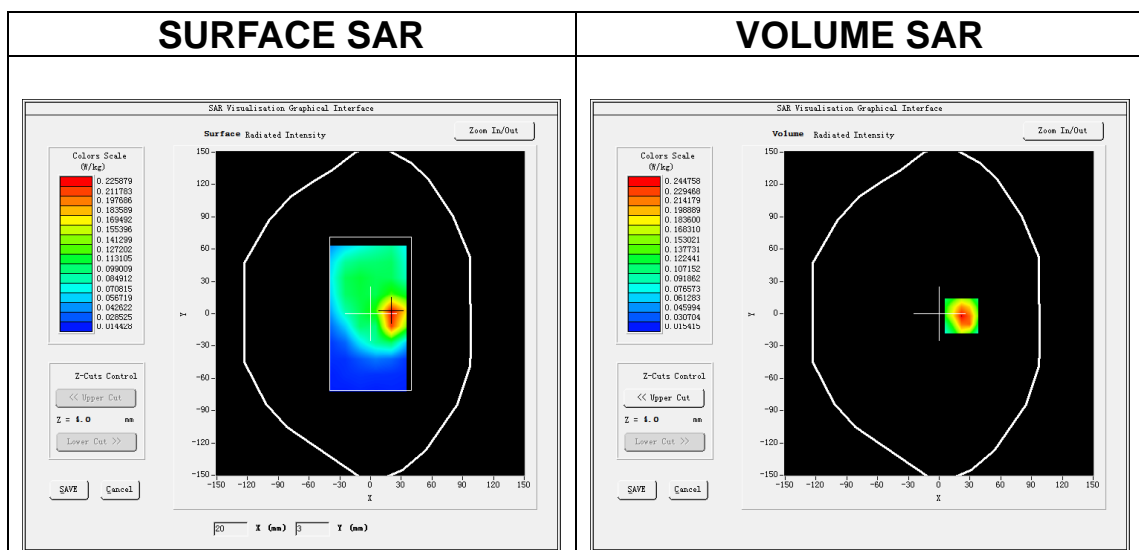 SURFACE SAR
VOLUME SAR
SAR Visualisation Graphical Interface
Surface Radiated Intensity
Zoom In/Out
Colors Scale
(W/kg)
0.225879
0.211783
0.197686
0.183589
0.169492
0.155396
0.141299
0.127202
0.113105
0.099009
0.084912
0.070815
0.056719
0.042622
0.028525
0.014428
150
120
90
60
30
0
-30
-60
-90
-120
-150
Y
-150 -120 -90 -60 -30 0 30 60 90 120 150
X
Z-Cuts Control
<< Upper Cut
Z = 4.0 mm
Lower Cut >>
SAVE
Cancel
20 X (mm) 3 Y (mm)
SAR Visualisation Graphical Interface
Volume Radiated Intensity
Zoom In/Out
Colors Scale
(W/kg)
0.244758
0.229468
0.214179
0.198889
0.183600
0.168310
0.153021
0.137731
0.122441
0.107152
0.091862
0.076573
0.061283
0.045994
0.030704
0.015415
150
120
90
60
30
0
-30
-60
-90
-120
-150
Y
-150 -120 -90 -60 -30 0 30 60 90 120 150
X
Z-Cuts Control
<< Upper Cut
Z = 4.0 mm
Lower Cut >>
SAVE
Cancel